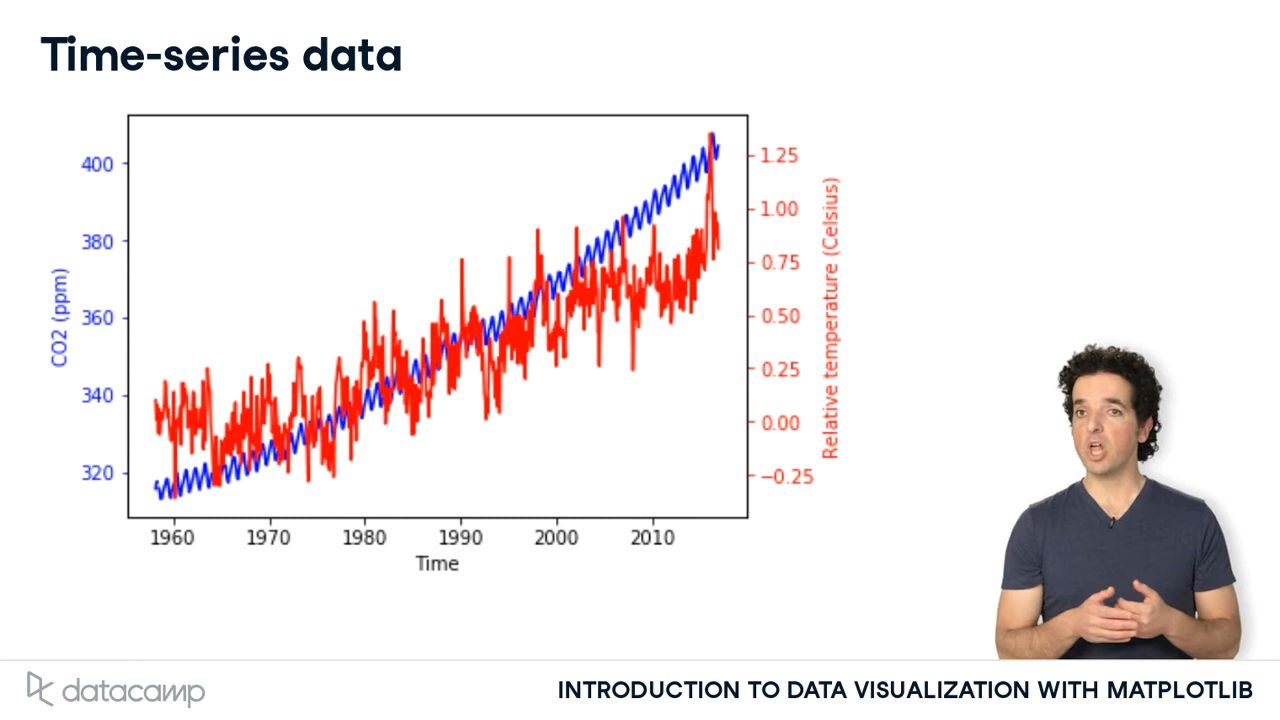 Time-series data
400
380
360
340
320
CO2 (ppm)
1.25
1.00
0.75
0.50
0.25
0.00
−0.25
Relative temperature (Celsius)
1960 1970 1980 1990 2000 2010
Time
datacamp
INTRODUCTION TO DATA VISUALIZATION WITH MATPLOTLIB